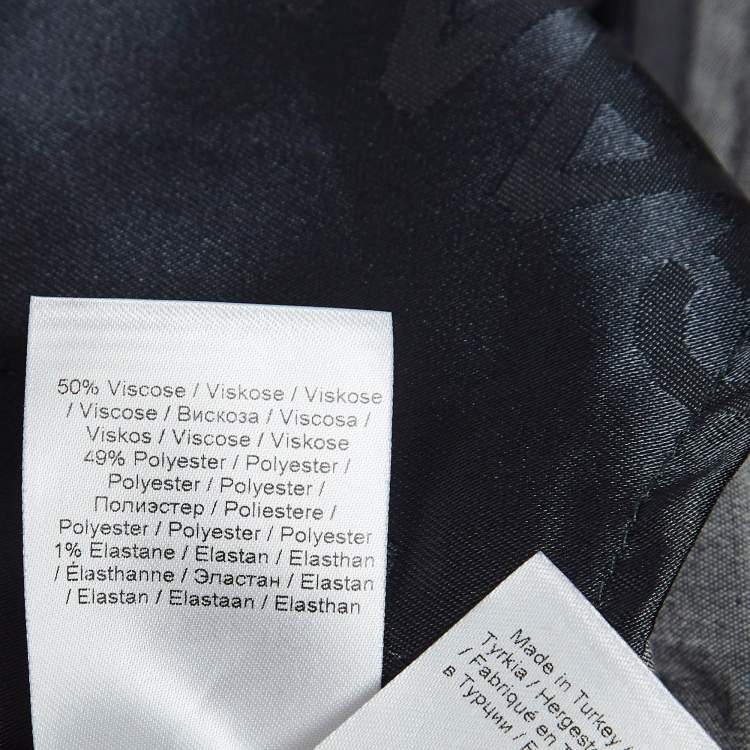 50% Viscose / Viskose / Viskose
/ Viscose / Вискоза / Viscosa /
Viskos / Viscose / Viskose
49% Polyester / Polyester /
Polyester / Polyester /
Полиэстер / Poliestere /
Polyester / Polyester / Polyester
1% Elastane / Elastan / Elasthan
/ Élasthanne / Эластан / Elastan
/ Elastan / Elastaan / Elasthan
Made in Turkey
Tyrkia / Hergest
/ Fabriqué en
в Турции /